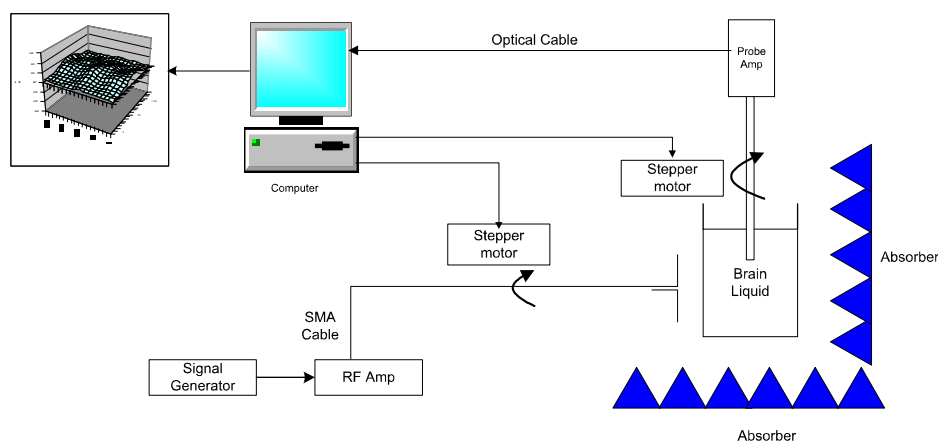 Optical Cable
Probe
Amp
Computer
Stepper
motor
Stepper
motor
Absorber
Brain
Liquid
SMA
Cable
Signal
Generator
RF Amp
Absorber